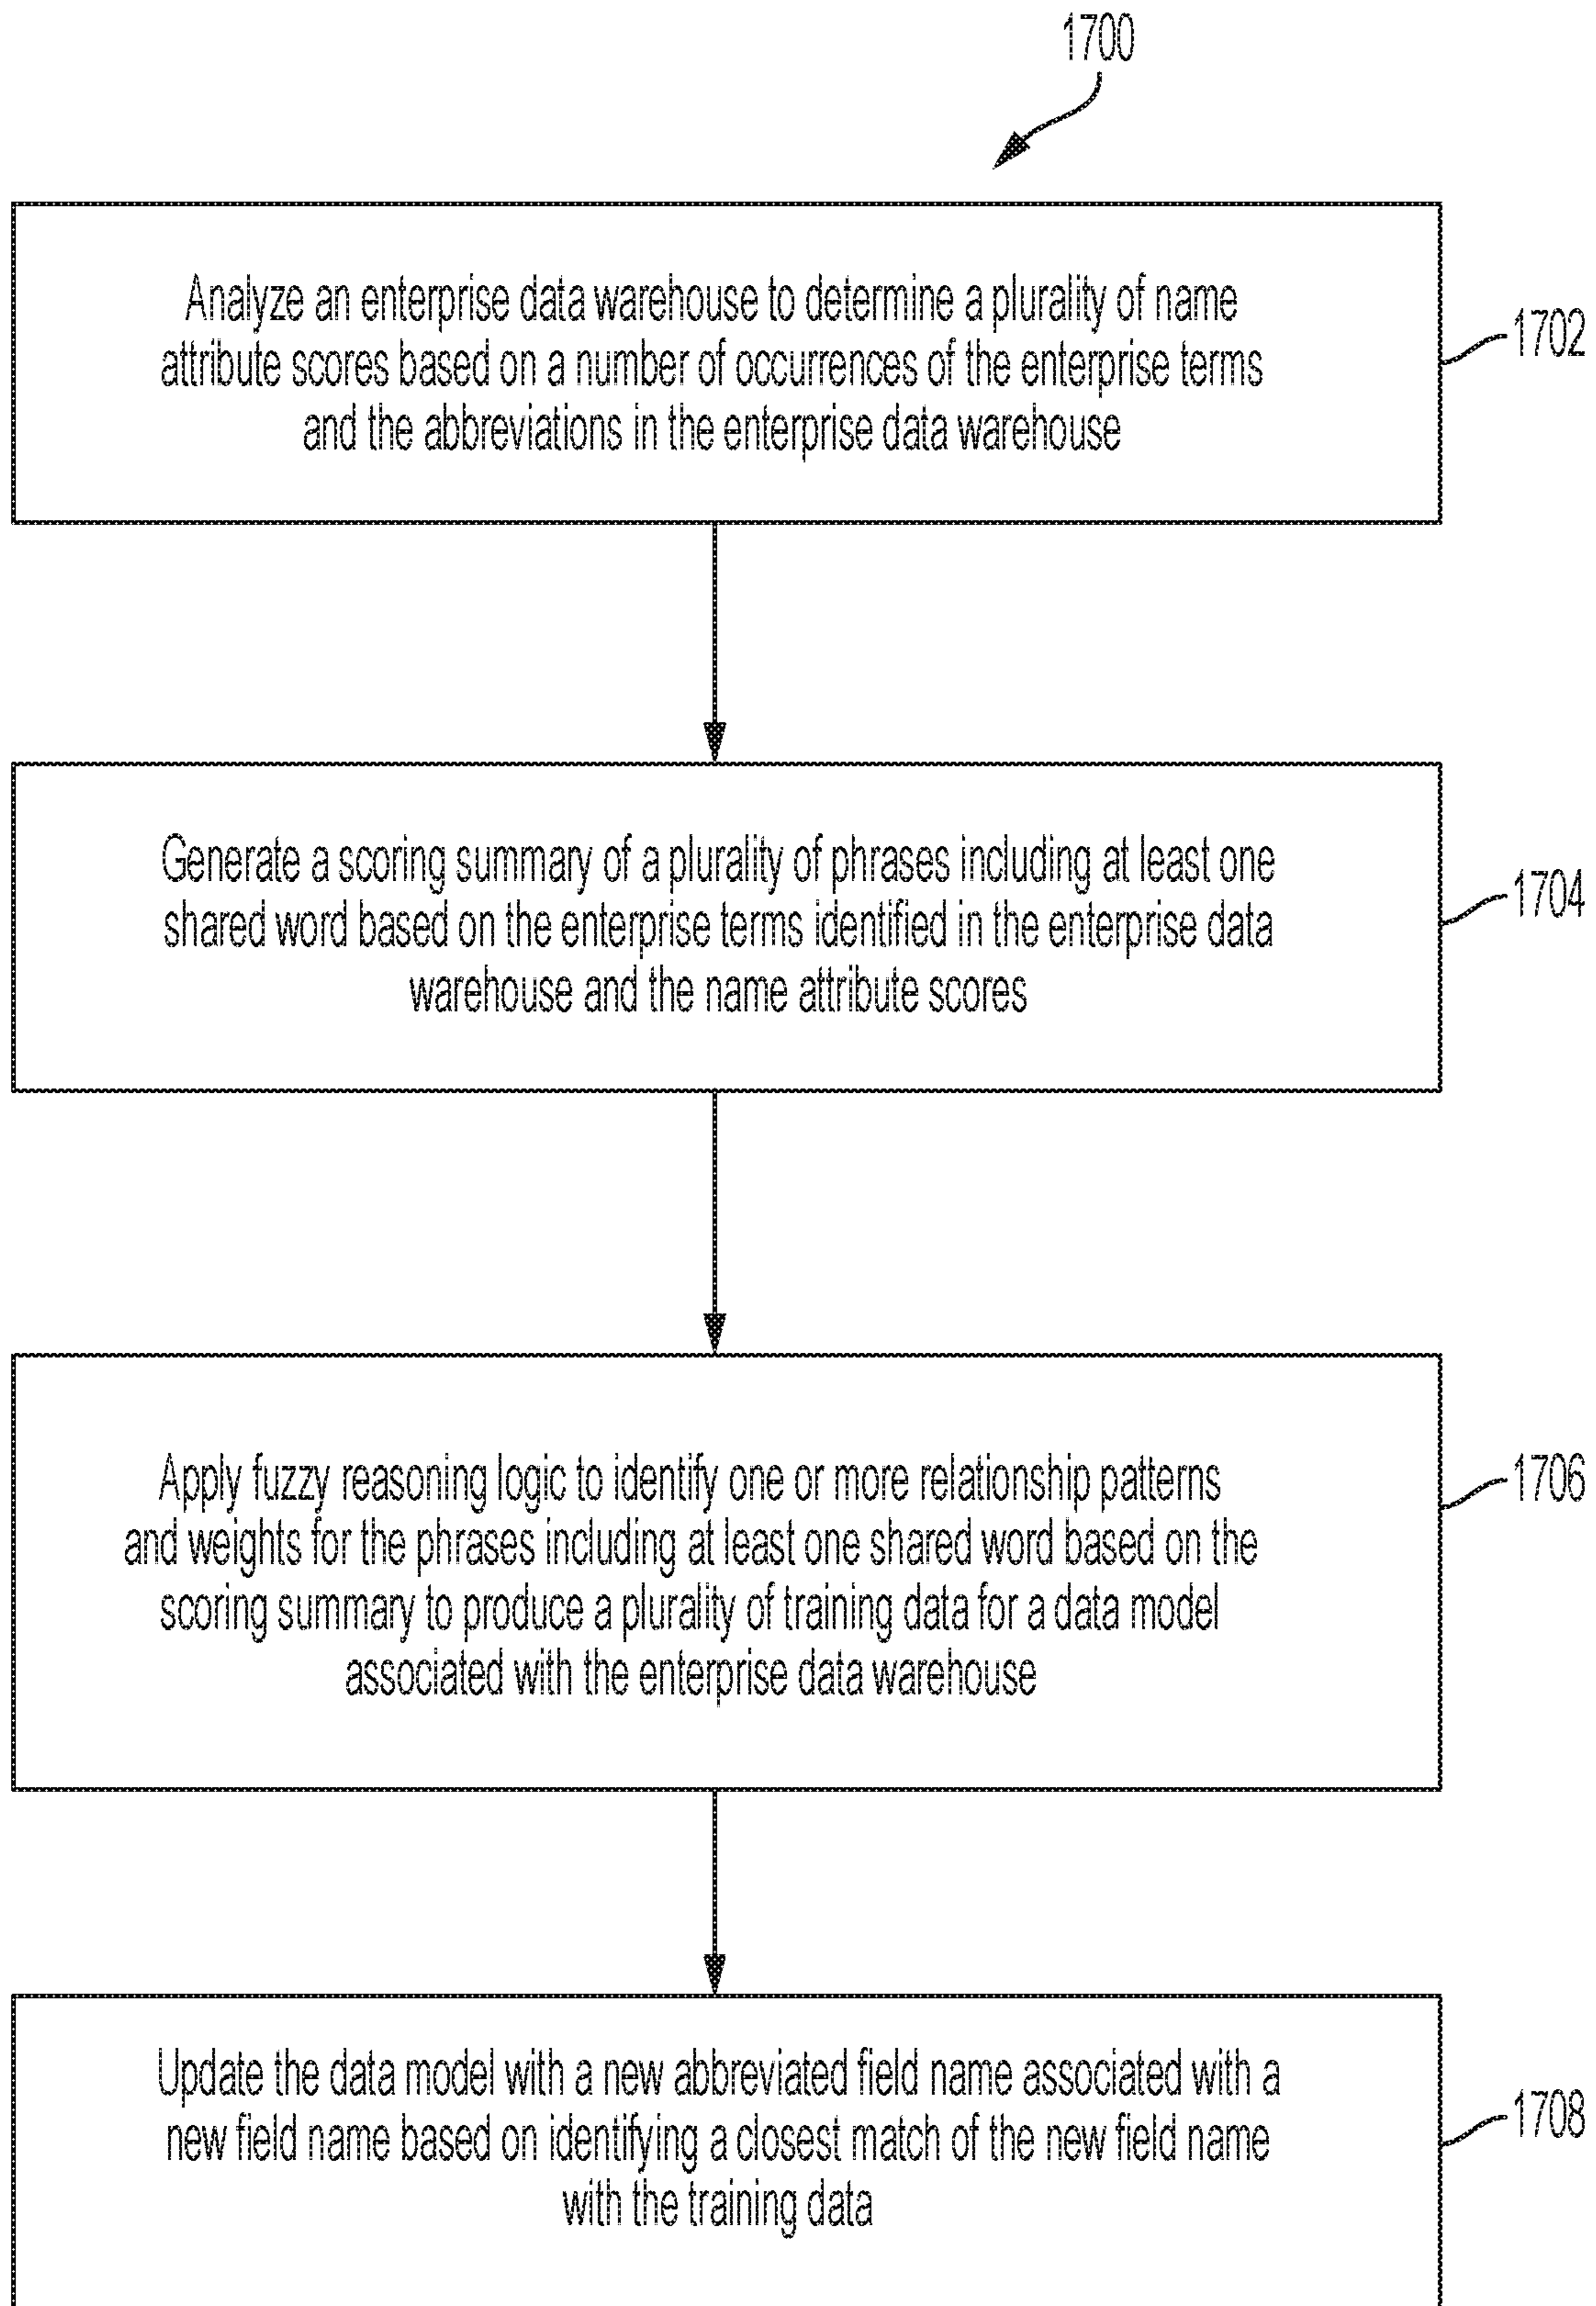 1700
Analyze an enterprise data warehouse to determine a plurality of name
attribute scores based on a number of occurrences of the enterprise terms
and the abbreviations in the enterprise data warehouse
1702
Generate a scoring summary of a plurality of phrases including at least one
shared word based on the enterprise terms identified in the enterprise data
warehouse and the name attribute scores
1704
Apply fuzzy reasoning logic to identify one or more relationship patterns
and weights for the phrases including at least one shared word based on the
scoring summary to produce a plurality of training data for a data model
associated with the enterprise data warehouse
1706
Update the data model with a new abbreviated field name associated with a
new field name based on identifying a closest match of the new field name
with the training data
1708